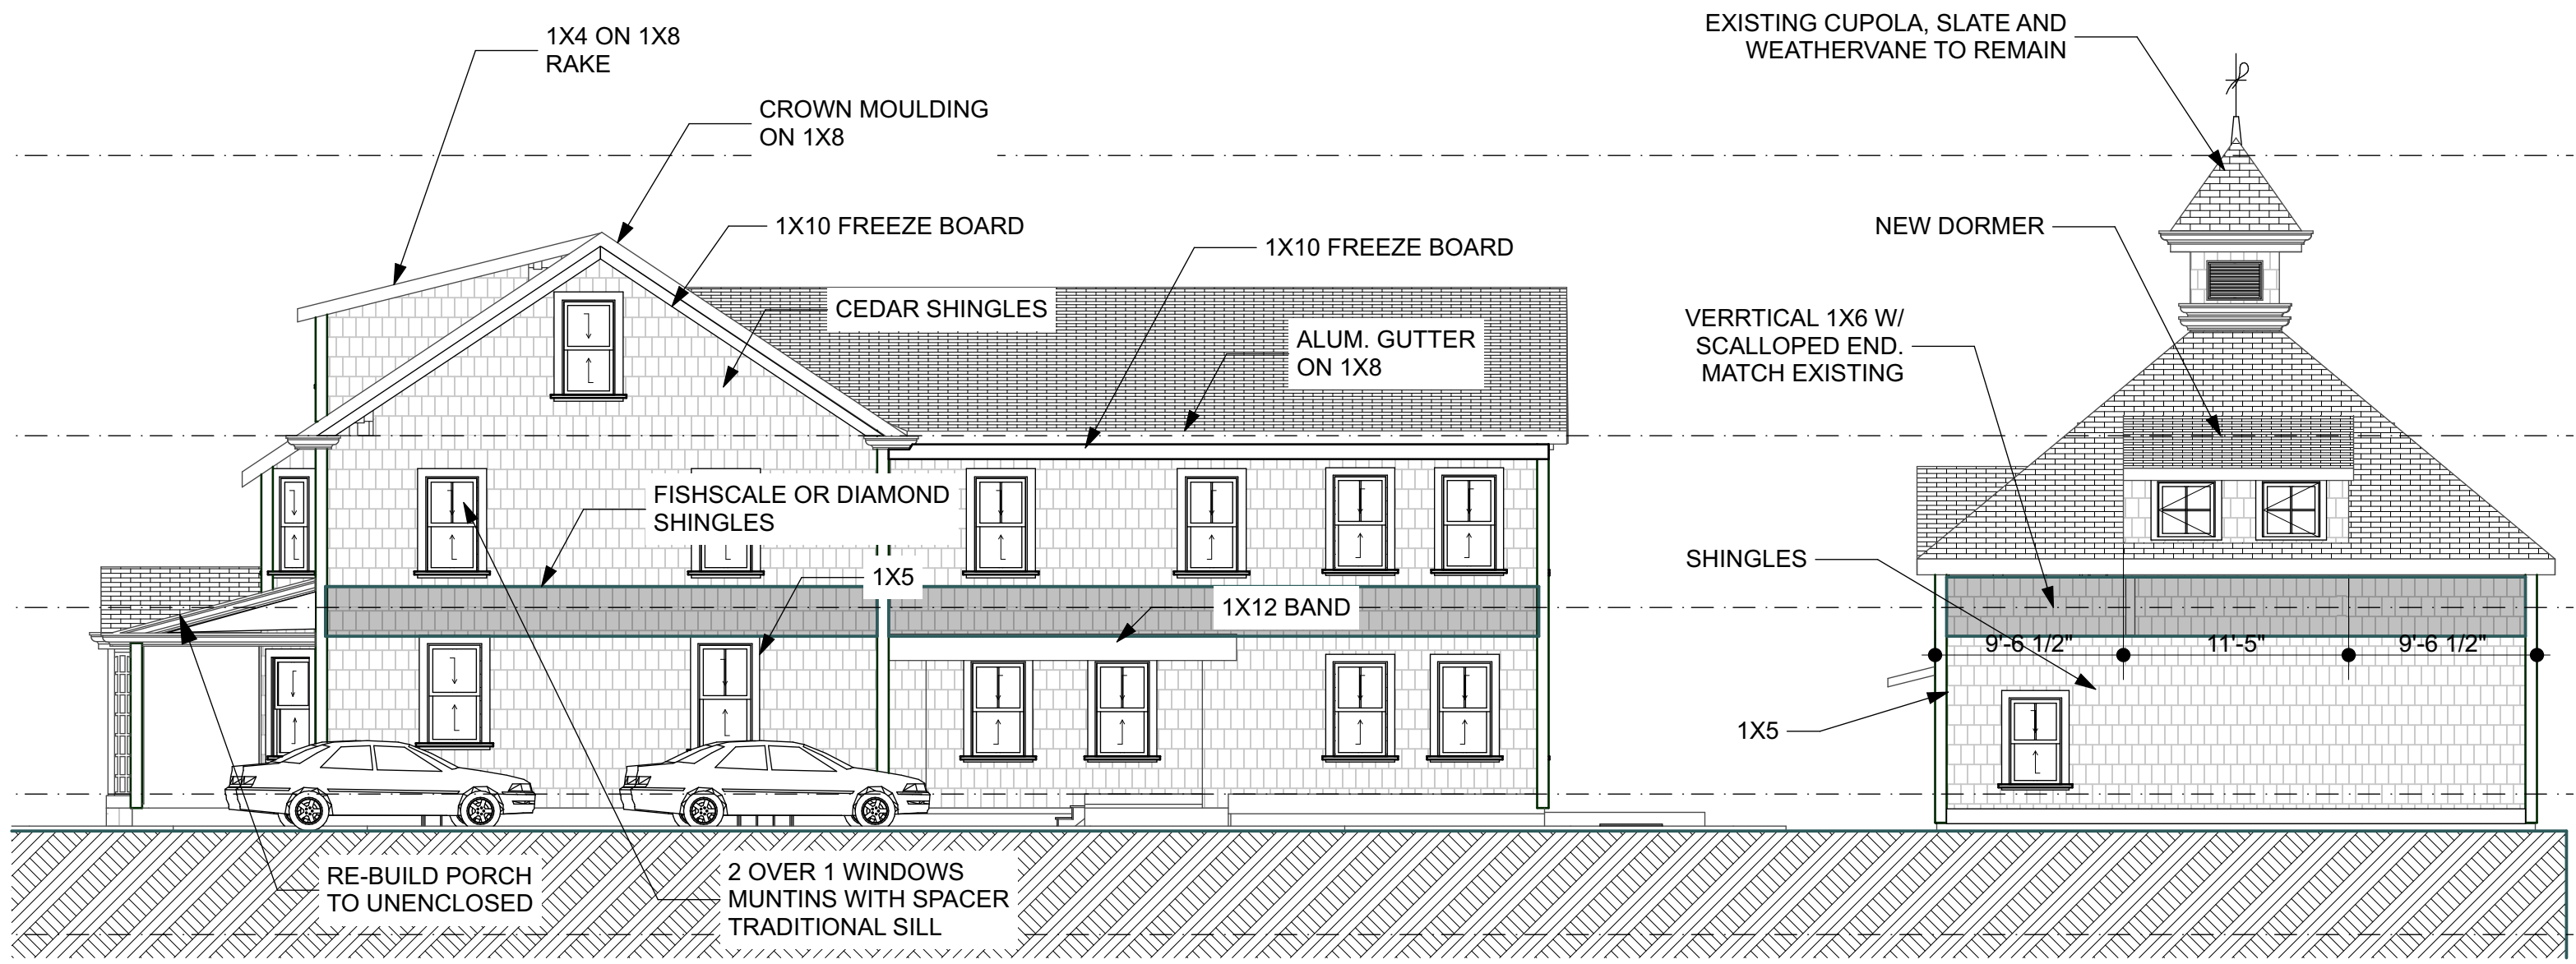 1X4 ON 1X8
RAKE
CROWN MOULDING
ON 1X8
1X10 FREEZE BOARD
1X10 FREEZE BOARD
CEDAR SHINGLES
ALUM. GUTTER
ON 1X8
FISHSCALE OR DIAMOND
SHINGLES
1X5
1X12 BAND
RE-BUILD PORCH
TO UNENCLOSED
2 OVER 1 WINDOWS
MUNTINS WITH SPACER
TRADITIONAL SILL
EXISTING CUPOLA, SLATE AND
WEATHERVANE TO REMAIN
NEW DORMER
VERRTICAL 1X6 W/
SCALLOPED END.
MATCH EXISTING
SHINGLES
9'-6 1/2"
11'-5"
9'-6 1/2"
1X5